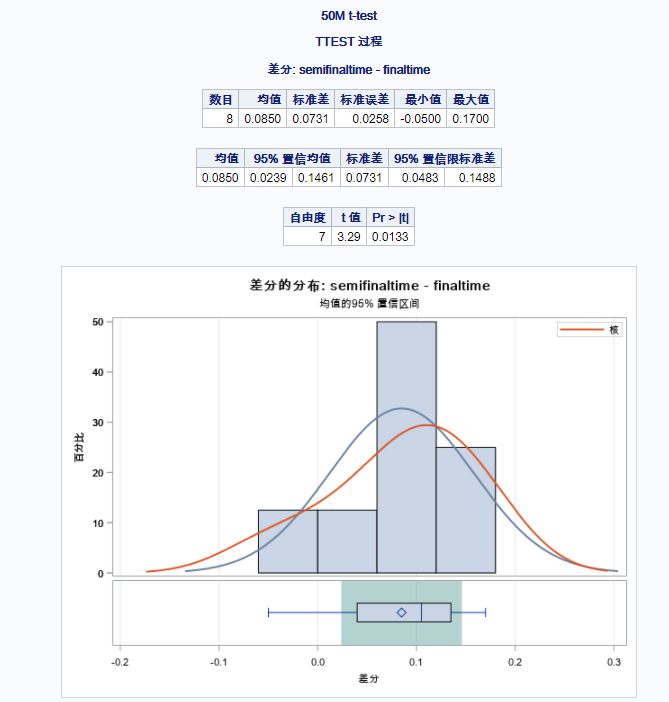 50M t-test
TTEST 过程
差分: semifinaltime - finaltime
数目 均值 标准差 标准误差 最小值 最大值
8 0.0850 0.0731 0.0258 -0.0500 0.1700
均值 95% 置信均值 标准差 95% 置信限标准差
0.0850 0.0239 0.1461 0.0731 0.0483 0.1488
自由度 t 值 Pr > |t|
7 3.29 0.0133
差分的分布: semifinaltime - finaltime
均值的95% 置信区间
核
50
40
30
20
10
0
百分比
-0.2 -0.1 0.0 0.1 0.2 0.3
差分